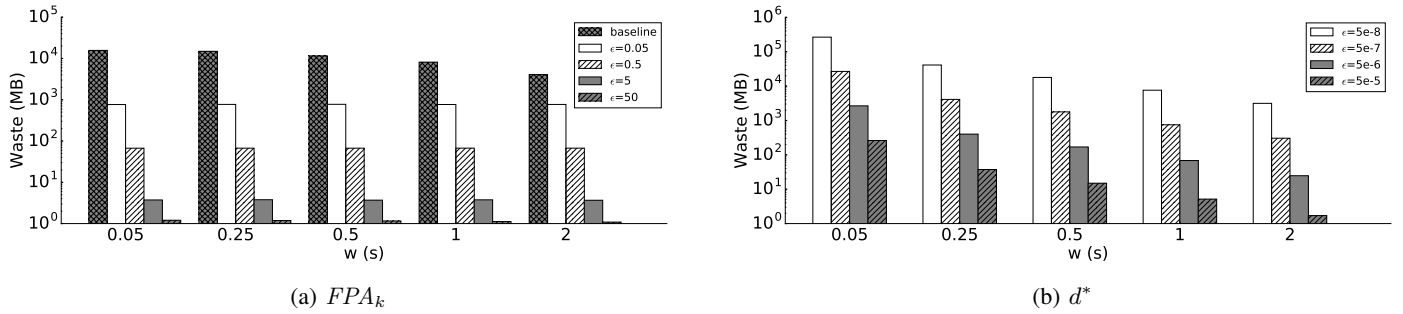 10^5
10^4
10^3
10^2
10^1
10^0
Waste (MB)
baseline
ϵ=0.05
ϵ=0.5
ϵ=5
ϵ=50
0.05 0.25 0.5 1 2
w (s)
(a) FPA_k
10^6
10^5
10^4
10^3
10^2
10^1
10^0
Waste (MB)
ϵ=5e-8
ϵ=5e-7
ϵ=5e-6
ϵ=5e-5
0.05 0.25 0.5 1 2
w (s)
(b) d^*